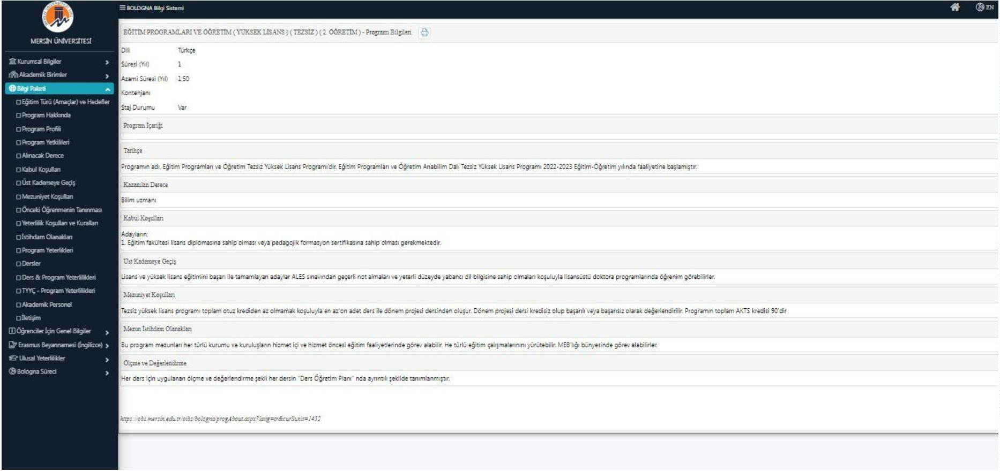 BOLOGNA Bilgi Sistemi
EN
MERSİN ÜNİVERSİTESİ
Kurumsal Bilgiler
Akademik Birimler
Bilgi Paketi
Eğitim Türü (Amaçlar) ve Hedefler
Program Hakkında
Program Profili
Program Yetkilileri
Alınacak Derece
Kabul Koşulları
Üst Kademeye Geçiş
Mezuniyet Koşulları
Önceki Öğrenmenin Tanınması
Yeterlilik Koşulları ve Kuralları
İstihdam Olanakları
Program Yeterlikleri
Dersler
Ders & Program Yeterlilikleri
TYYÇ - Program Yeterlilikleri
Akademik Personel
İletişim
Öğrenciler İçin Genel Bilgiler
Erasmus Beyannamesi (İngilizce)
Ulusal Yeterlilikler
Bologna Süreci
EĞİTİM PROGRAMLARI VE ÖĞRETİM ( YÜKSEK LİSANS ) ( TEZSİZ ) ( 2. ÖĞRETİM ) - Programı Bilgileri
Dili Türkçe
Süresi (Yıl) 1
Azami Süresi (Yıl) 1,50
Kontenjanı
Staj Durumu Var
Program İçeriği
Tarihçe
Programın adı, Eğitim Programları ve Öğretim Tezsiz Yüksek Lisans Programı'dır. Eğitim Programları ve Öğretim Anabilim Dalı Tezsiz Yüksek Lisans Programı 2022-2023 Eğitim-Öğretim yılında faaliyetine başlamıştır.
Kazanılan Derece
Bilim uzmanı
Kabul Koşulları
Adayların;
1. Eğitim fakültesi lisans diplomasına sahip olması veya pedagojik formasyon sertifikasına sahip olması gerekmektedir.
Üst Kademeye Geçiş
Lisans ve yüksek lisans eğitimini başarı ile tamamlayan adaylar ALES sınavından geçerli not almaları ve yeterli düzeyde yabancı dil bilgisine sahip olmaları koşuluyla lisansüstü doktora programlarında öğrenim görebilirler.
Mezuniyet Koşulları
Tezsiz yüksek lisans programı toplam otuz krediden az olmamak koşuluyla en az on adet ders ile dönem projesi dersinden oluşur. Dönem projesi dersi kredisiz olup başarılı veya başarısız olarak değerlendirilir. Programın toplam AKTS kredisi 90'dir
Mezun İstihdam Olanakları
Bu program mezunları her türlü kurumu ve kuruluşların hizmet içi ve hizmet öncesi eğitim faaliyetlerinde görev alabilir. He türlü eğitim çalışmalarınını yürütebilir. MEB'lığı bünyesinde görev alabilirler.
Ölçme ve Değerlendirme
Her ders için uygulanan ölçme ve değerlendirme şekli her dersin "Ders Öğretim Planı" nda ayrıntılı şekilde tanımlanmıştır.
https://obs.mersin.edu.tr/oibs/bologna/progAbout.aspx?lang=tr&curSunit=1452